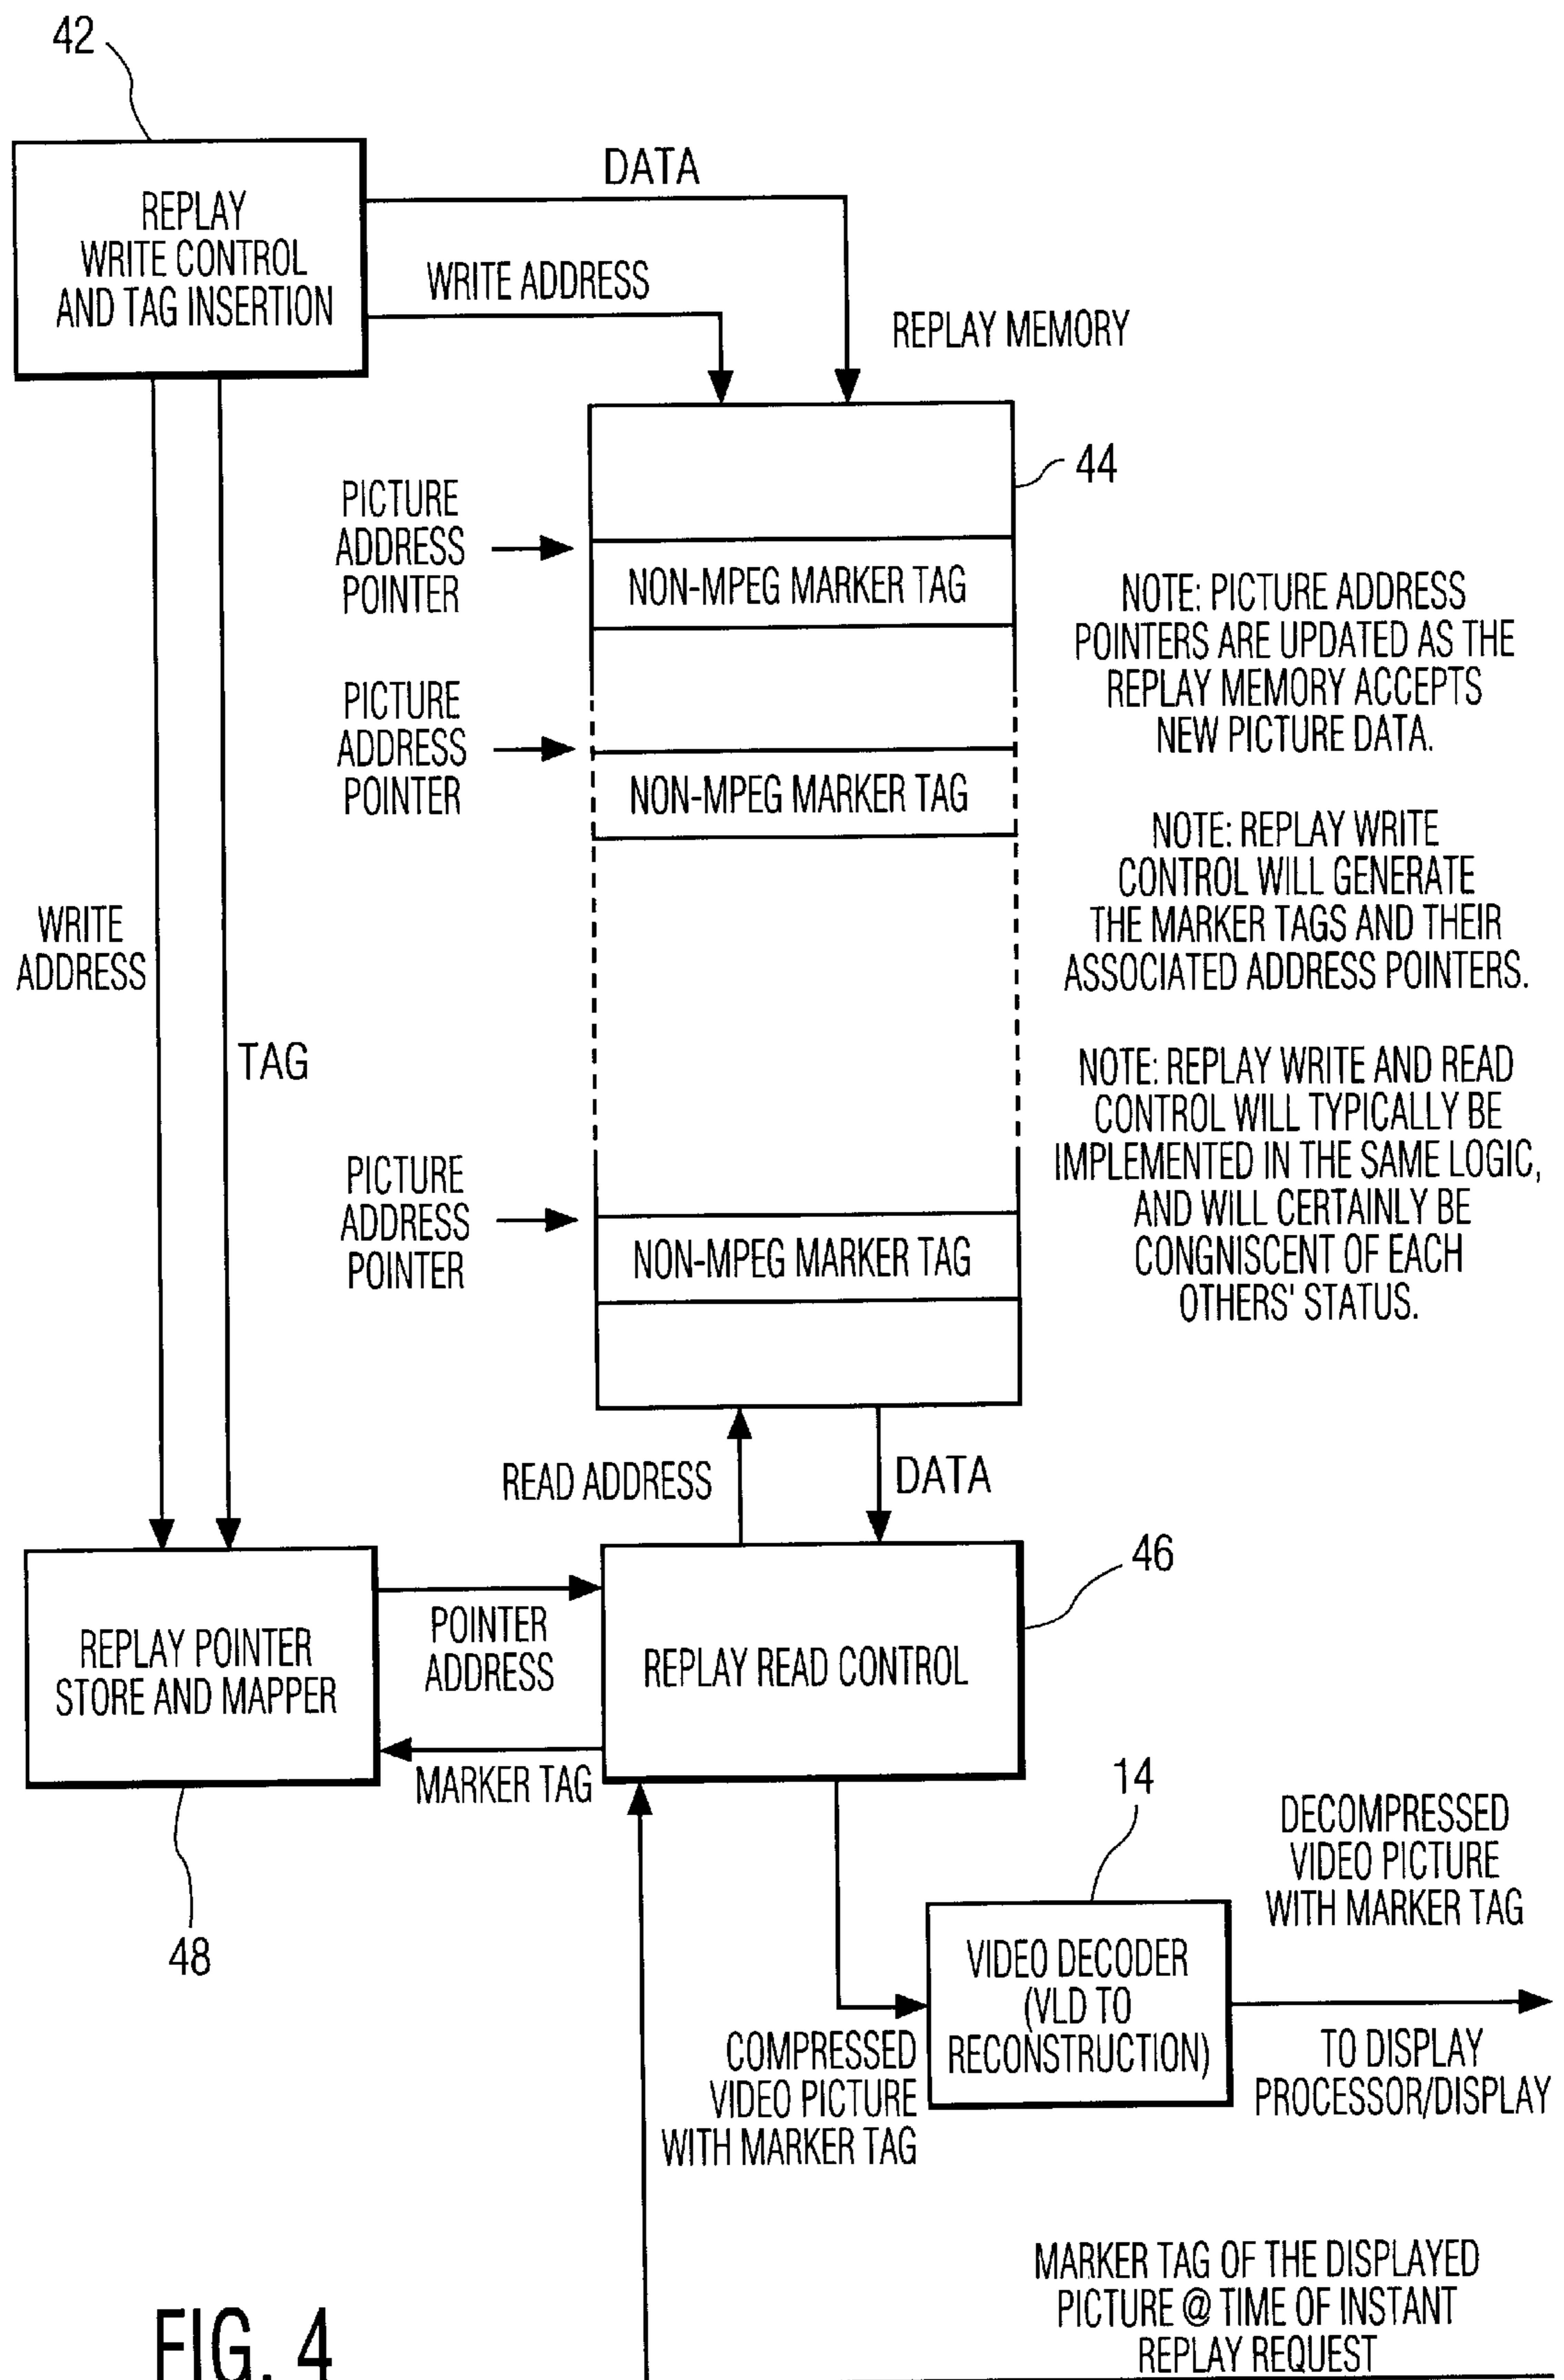 42
REPLAY
WRITE CONTROL
AND TAG INSERTION
DATA
WRITE ADDRESS
REPLAY MEMORY
44
PICTURE
ADDRESS
POINTER
NON-MPEG MARKER TAG
PICTURE
ADDRESS
POINTER
NON-MPEG MARKER TAG
NOTE: PICTURE ADDRESS
POINTERS ARE UPDATED AS THE
REPLAY MEMORY ACCEPTS
NEW PICTURE DATA.
NOTE: REPLAY WRITE
CONTROL WILL GENERATE
THE MARKER TAGS AND THEIR
ASSOCIATED ADDRESS POINTERS.
WRITE
ADDRESS
TAG
NOTE: REPLAY WRITE AND READ
CONTROL WILL TYPICALLY BE
IMPLEMENTED IN THE SAME LOGIC,
AND WILL CERTAINLY BE
CONGNISCENT OF EACH
OTHERS' STATUS.
PICTURE
ADDRESS
POINTER
NON-MPEG MARKER TAG
READ ADDRESS
DATA
46
REPLAY POINTER
STORE AND MAPPER
POINTER
ADDRESS
REPLAY READ CONTROL
MARKER TAG
48
14
DECOMPRESSED
VIDEO PICTURE
WITH MARKER TAG
VIDEO DECODER
(VLD TO
RECONSTRUCTION)
COMPRESSED
VIDEO PICTURE
WITH MARKER TAG
TO DISPLAY
PROCESSOR/DISPLAY
MARKER TAG OF THE DISPLAYED
PICTURE @ TIME OF INSTANT
REPLAY REQUEST
FIG. 4